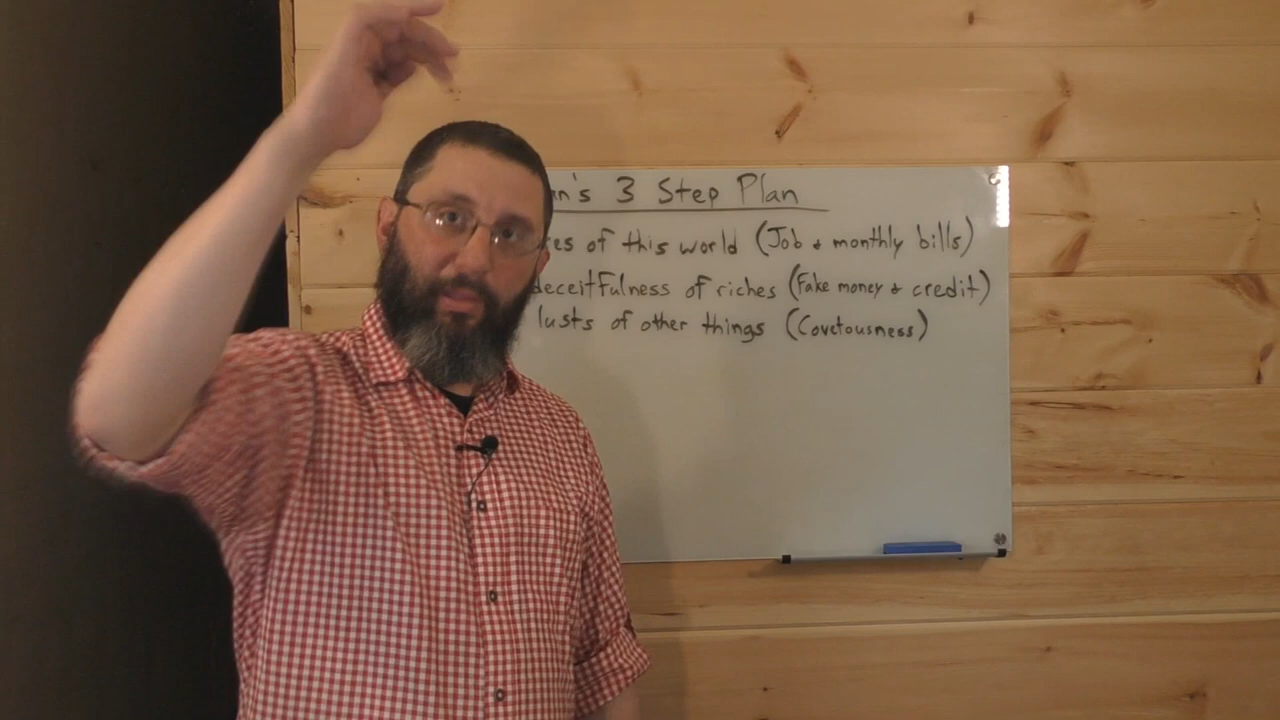 3 Step Plan
of this world (Job & monthly bills)
deceitfulness of riches (Fake money & credit)
lusts of other things (Covetousness)